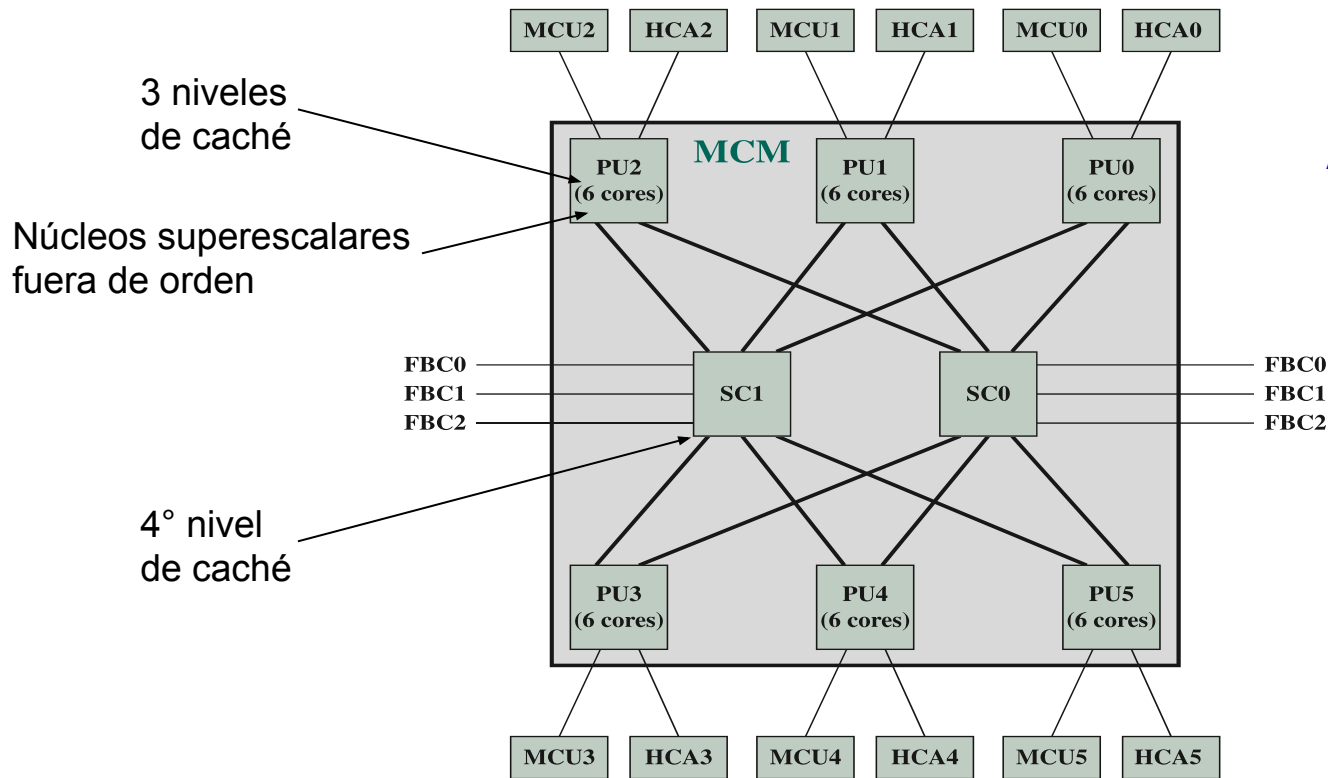 MCU2 HCA2 MCU1 HCA1 MCU0 HCA0
3 niveles
de caché
MCM
PU2
(6 cores)
PU1
(6 cores)
PU0
(6 cores)
Núcleos superescalares
fuera de orden
FBC0
FBC1
FBC2
SC1
SC0
FBC0
FBC1
FBC2
4° nivel
de caché
PU3
(6 cores)
PU4
(6 cores)
PU5
(6 cores)
MCU3 HCA3 MCU4 HCA4 MCU5 HCA5